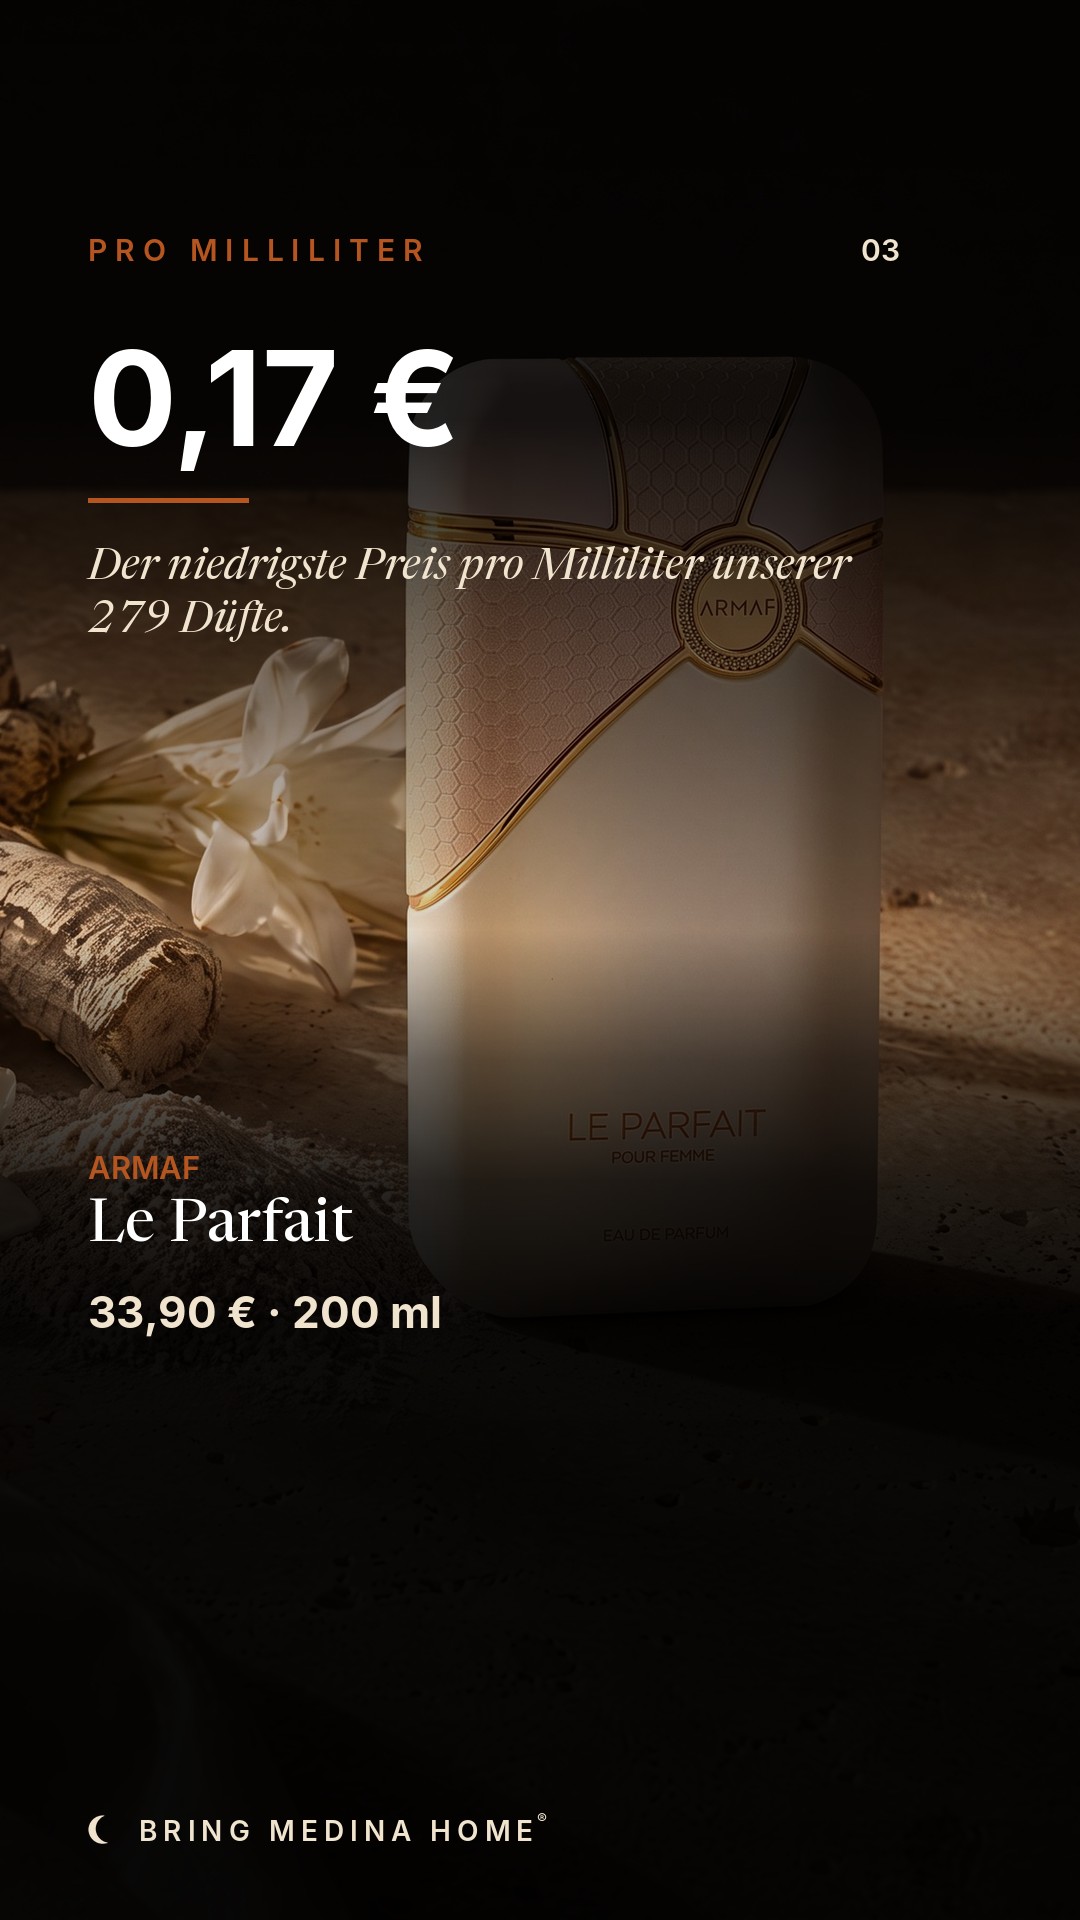 PRO MILLILITER
03
0,17 €
Der niedrigste Preis pro Milliliter unserer
279 Düfte.
ARMAF
LE PARFAIT
POUR FEMME
EAU DE PARFUM
ARMAF
Le Parfait
33,90 € · 200 ml
BRING MEDINA HOME®